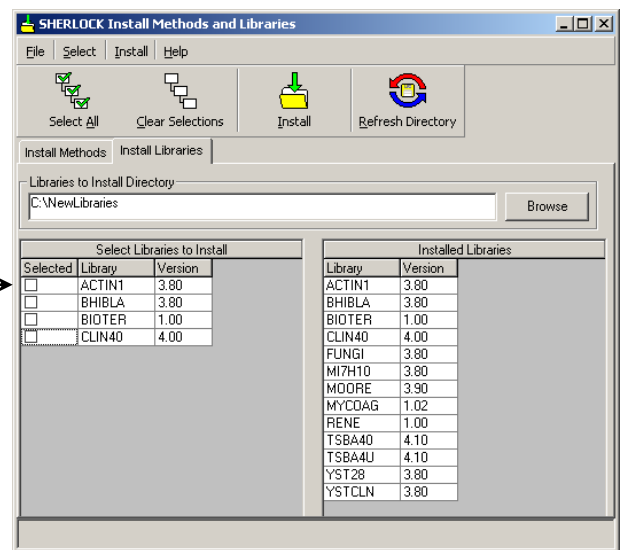 SHERLOCK Install Methods and Libraries
File Select Install Help
Select All Clear Selections Install Refresh Directory
Install Methods Install Libraries
Libraries to Install Directory
C:\NewLibraries Browse
Select Libraries to Install Installed Libraries
Selected Library Version Library Version
ACTIN1 3.80 ACTIN1 3.80
BHIBLA 3.80 BHIBLA 3.80
BIOTER 1.00 BIOTER 1.00
CLIN40 4.00 CLIN40 4.00
FUNGI 3.80
MI7H10 3.80
MOORE 3.90
MYCOAG 1.02
RENE 1.00
TSBA40 4.10
TSBA4U 4.10
YST28 3.80
YSTCLN 3.80